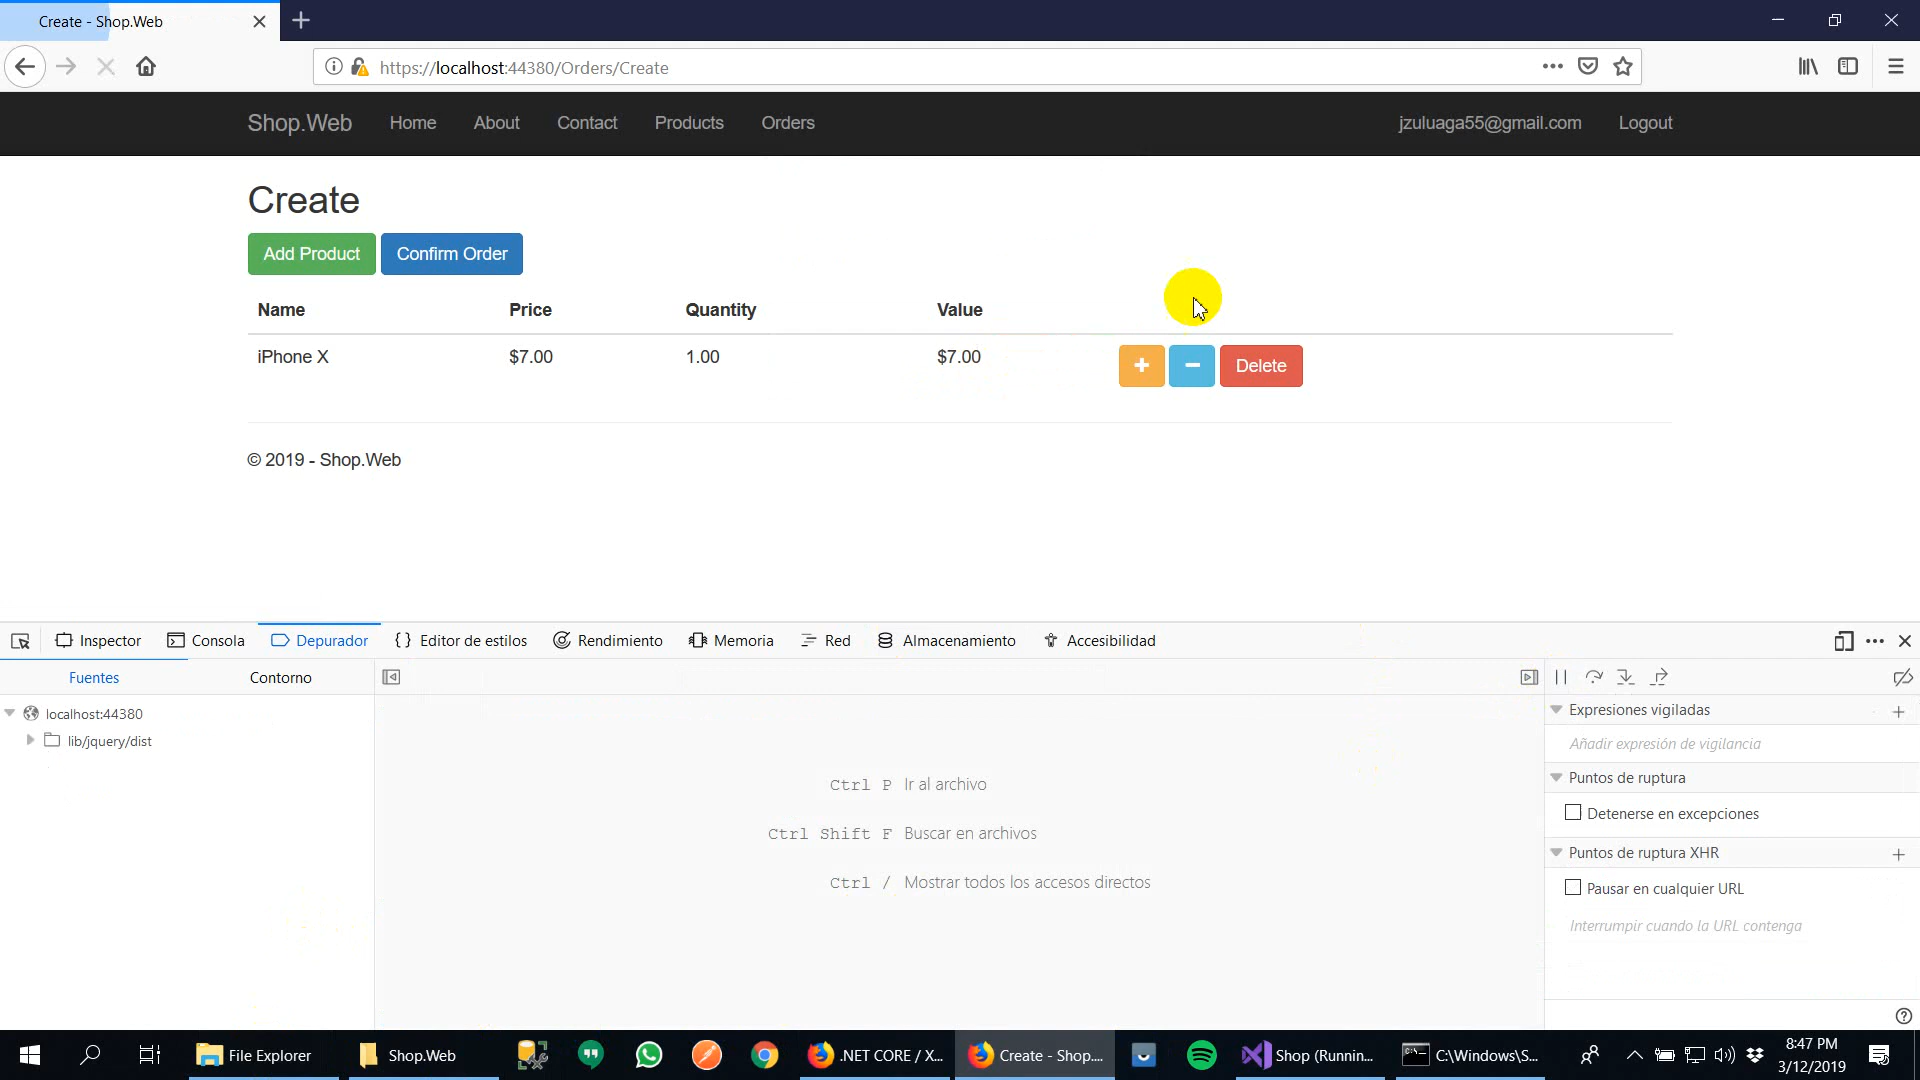 Create - Shop.Web
https://localhost:44380/Orders/Create
Shop.Web Home About Contact Products Orders jzuluaga55@gmail.com Logout
Create
Add Product Confirm Order
Name Price Quantity Value
iPhone X $7.00 1.00 $7.00 Delete
© 2019 - Shop.Web
Inspector Consola Depurador Editor de estilos Rendimiento Memoria Red Almacenamiento Accesibilidad
Fuentes Contorno
localhost:44380
lib/jquery/dist
Ctrl P Ir al archivo
Ctrl Shift F Buscar en archivos
Ctrl / Mostrar todos los accesos directos
Expresiones vigiladas
Añadir expresión de vigilancia
Puntos de ruptura
Detenerse en excepciones
Puntos de ruptura XHR
Pausar en cualquier URL
Interrumpir cuando la URL contenga
File Explorer Shop.Web .NET CORE / X... Create - Shop.... Shop (Runnin... C:\Windows\S... 8:47 PM
3/12/2019